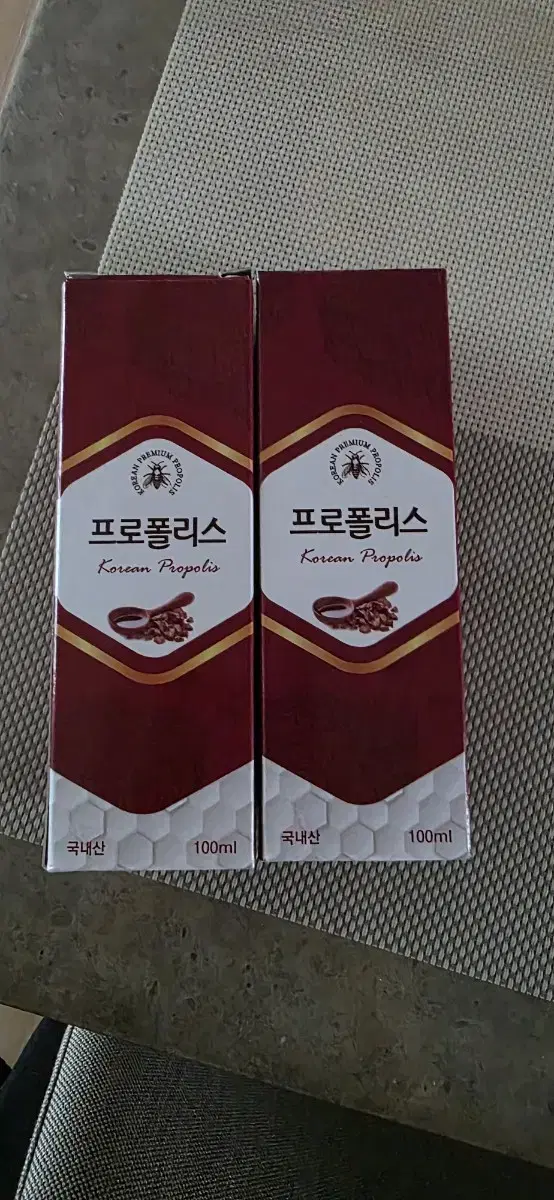 KOREAN PREMIUM PROPOLIS
프로폴리스
Korean Propolis
국내산 100ml
KOREAN PREMIUM PROPOLIS
프로폴리스
Korean Propolis
국내산 100ml